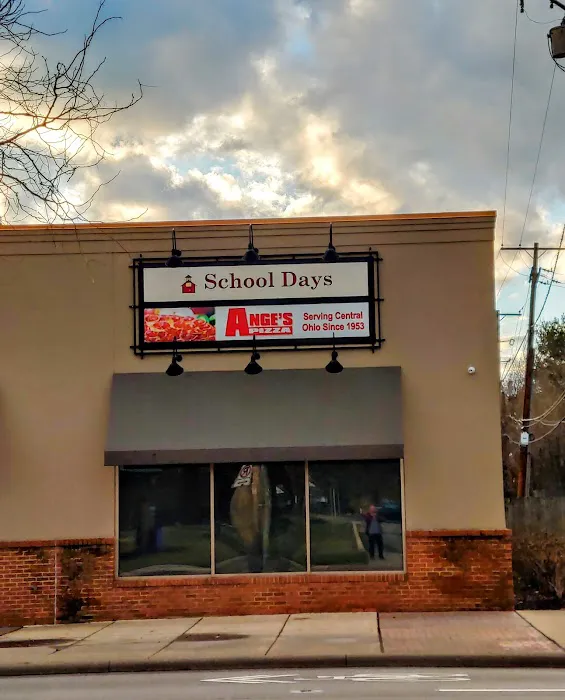 School Days
ANGE'S
PIZZA
Serving Central
Ohio Since 1953